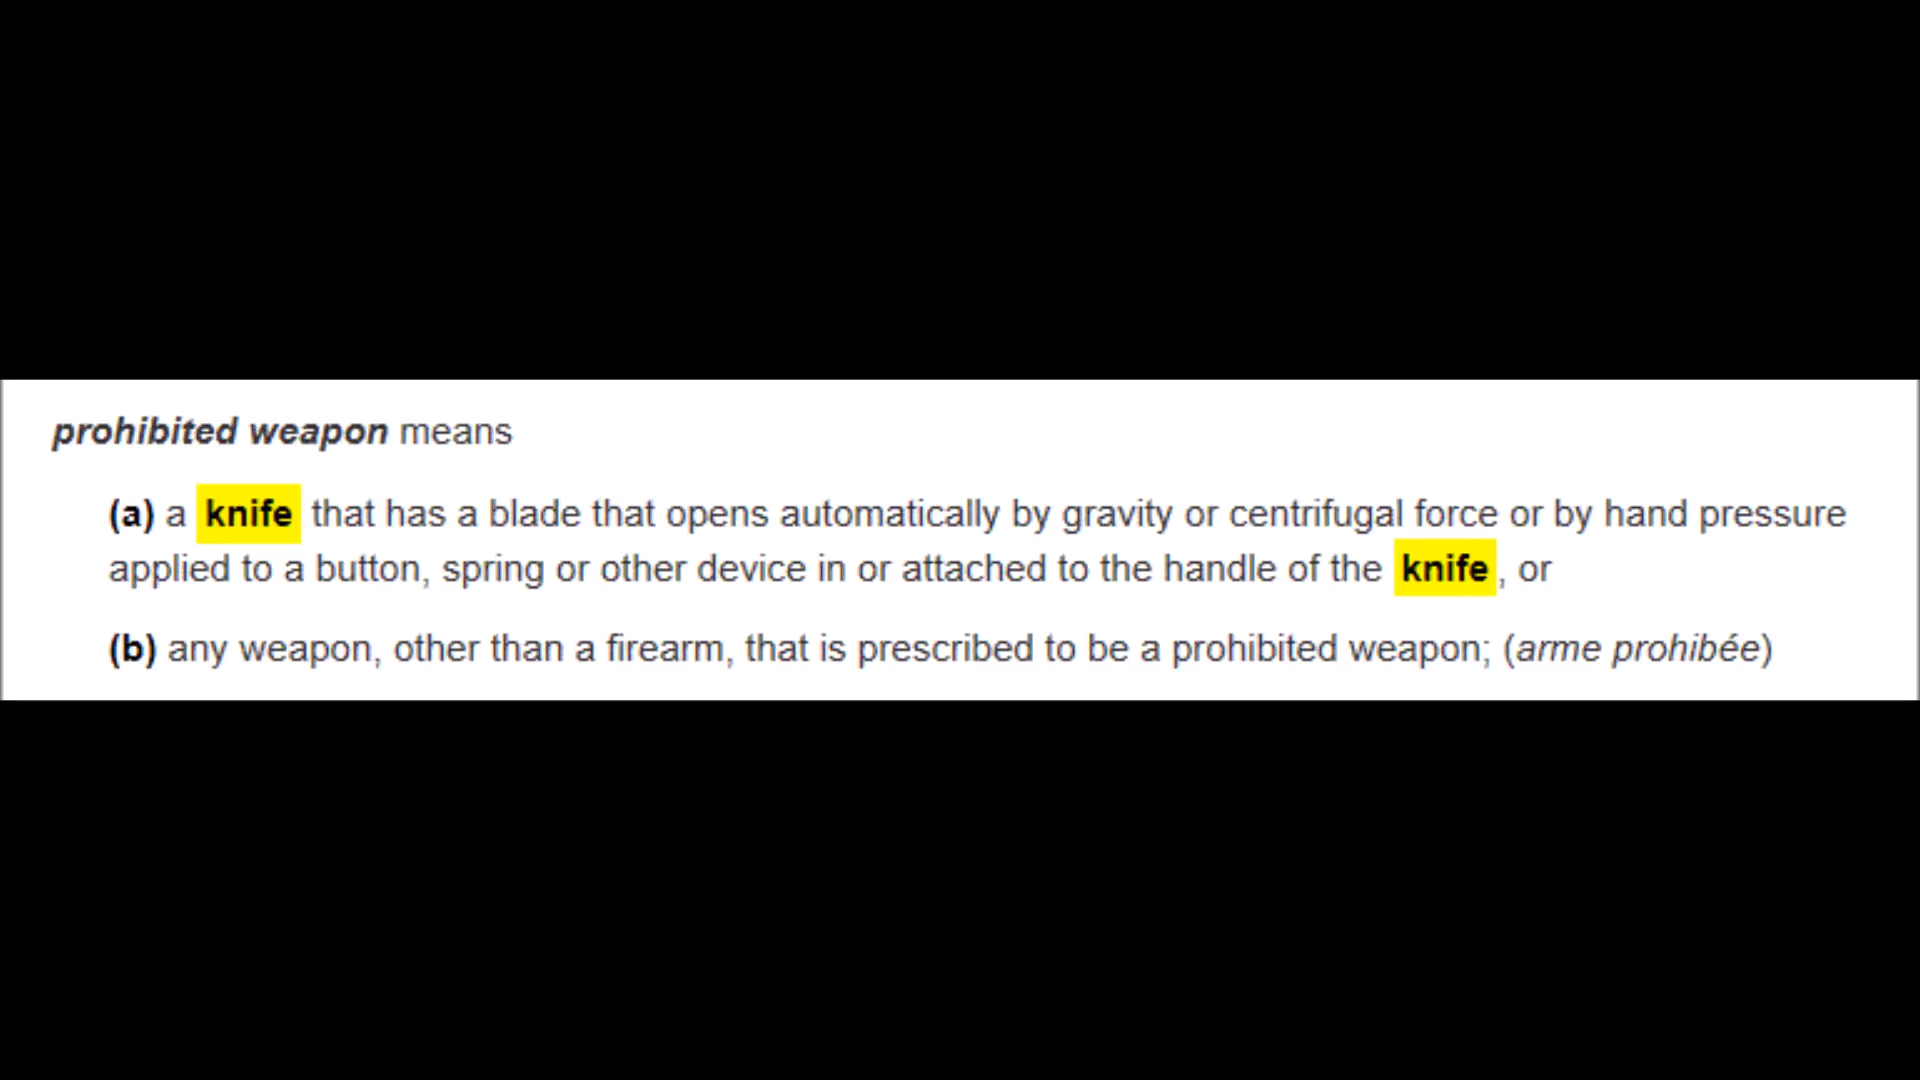 prohibited weapon means
(a) a knife that has a blade that opens automatically by gravity or centrifugal force or by hand pressure
applied to a button, spring or other device in or attached to the handle of the knife, or
(b) any weapon, other than a firearm, that is prescribed to be a prohibited weapon; (arme prohibée)